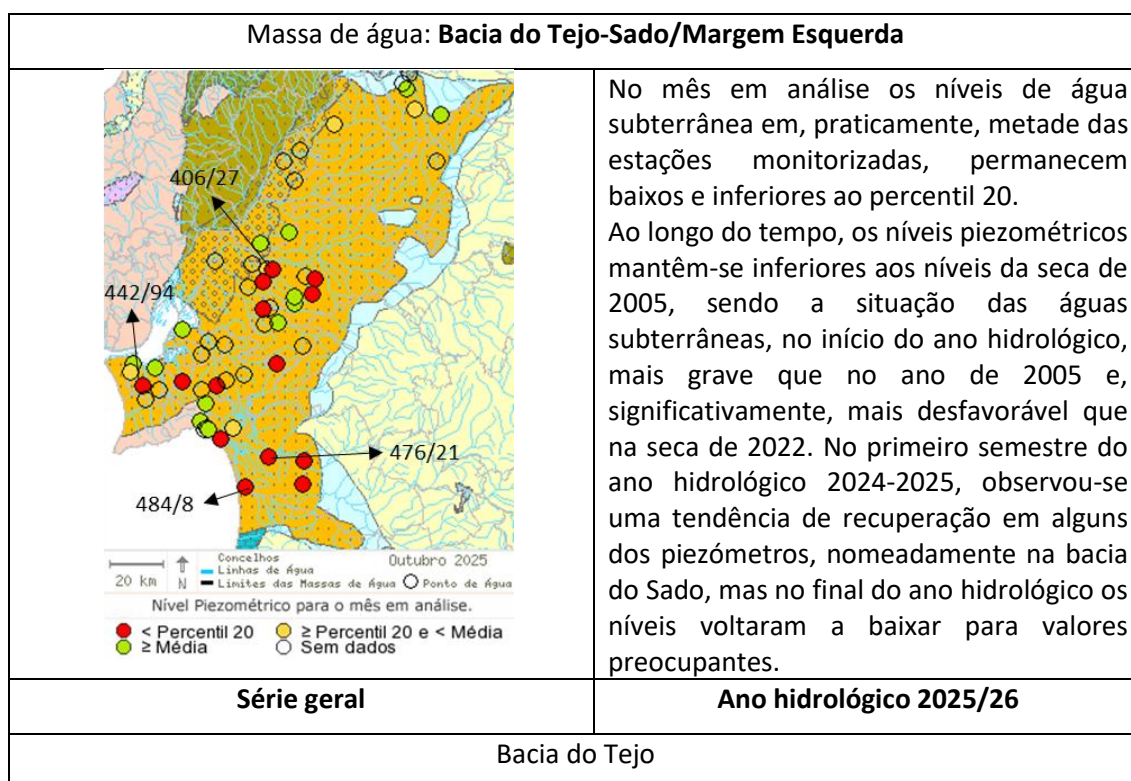 Massa de água: Bacia do Tejo-Sado/Margem Esquerda
406/27
442/94
476/21
484/8
20 km
N
Concelhos
Linhas de Água
Limites das Massas de Água
Ponto de Água
Outubro 2025
Nível Piezométrico para o mês em análise.
< Percentil 20
≥ Percentil 20 e < Média
≥ Média
Sem dados
No mês em análise os níveis de água
subterrânea em, praticamente, metade das
estações monitorizadas, permanecem
baixos e inferiores ao percentil 20.
Ao longo do tempo, os níveis piezométricos
mantêm-se inferiores aos níveis da seca de
2005, sendo a situação das águas
subterrâneas, no início do ano hidrológico,
mais grave que no ano de 2005 e,
significativamente, mais desfavorável que
na seca de 2022. No primeiro semestre do
ano hidrológico 2024-2025, observou-se
uma tendência de recuperação em alguns
dos piezómetros, nomeadamente na bacia
do Sado, mas no final do ano hidrológico os
níveis voltaram a baixar para valores
preocupantes.
Série geral
Ano hidrológico 2025/26
Bacia do Tejo